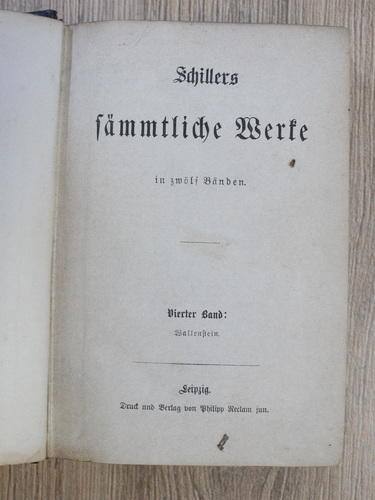 Schillers
sämmtliche Werke
in zwölf Bänden.
Vierter Band:
Wallenstein.
Leipzig.
Druck und Verlag von Philipp Reclam jun.